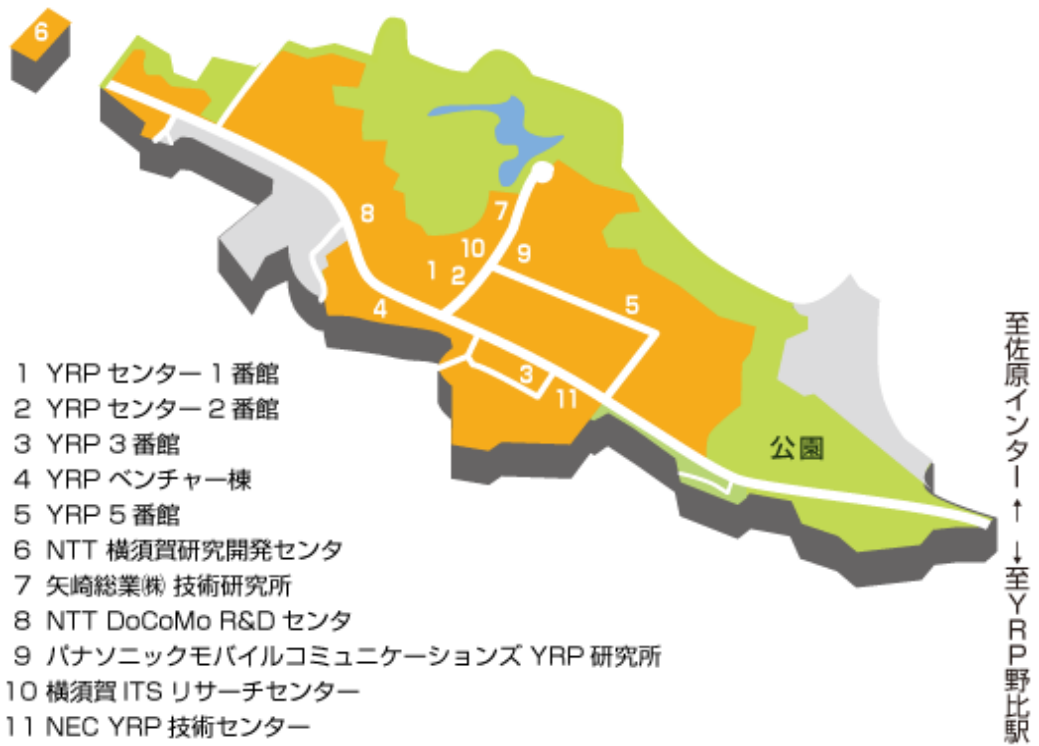 6
8
7
10
9
1
2
5
4
3
11
公園
1 YRP センター 1 番館
2 YRP センター 2 番館
3 YRP 3 番館
4 YRP ベンチャー棟
5 YRP 5 番館
6 NTT 横須賀研究開発センタ
7 矢崎総業㈱ 技術研究所
8 NTT DoCoMo R&D センタ
9 パナソニックモバイルコミュニケーションズ YRP 研究所
10 横須賀 ITS リサーチセンター
11 NEC YRP 技術センター
至佐原インター↑ ↓至YRP野比駅